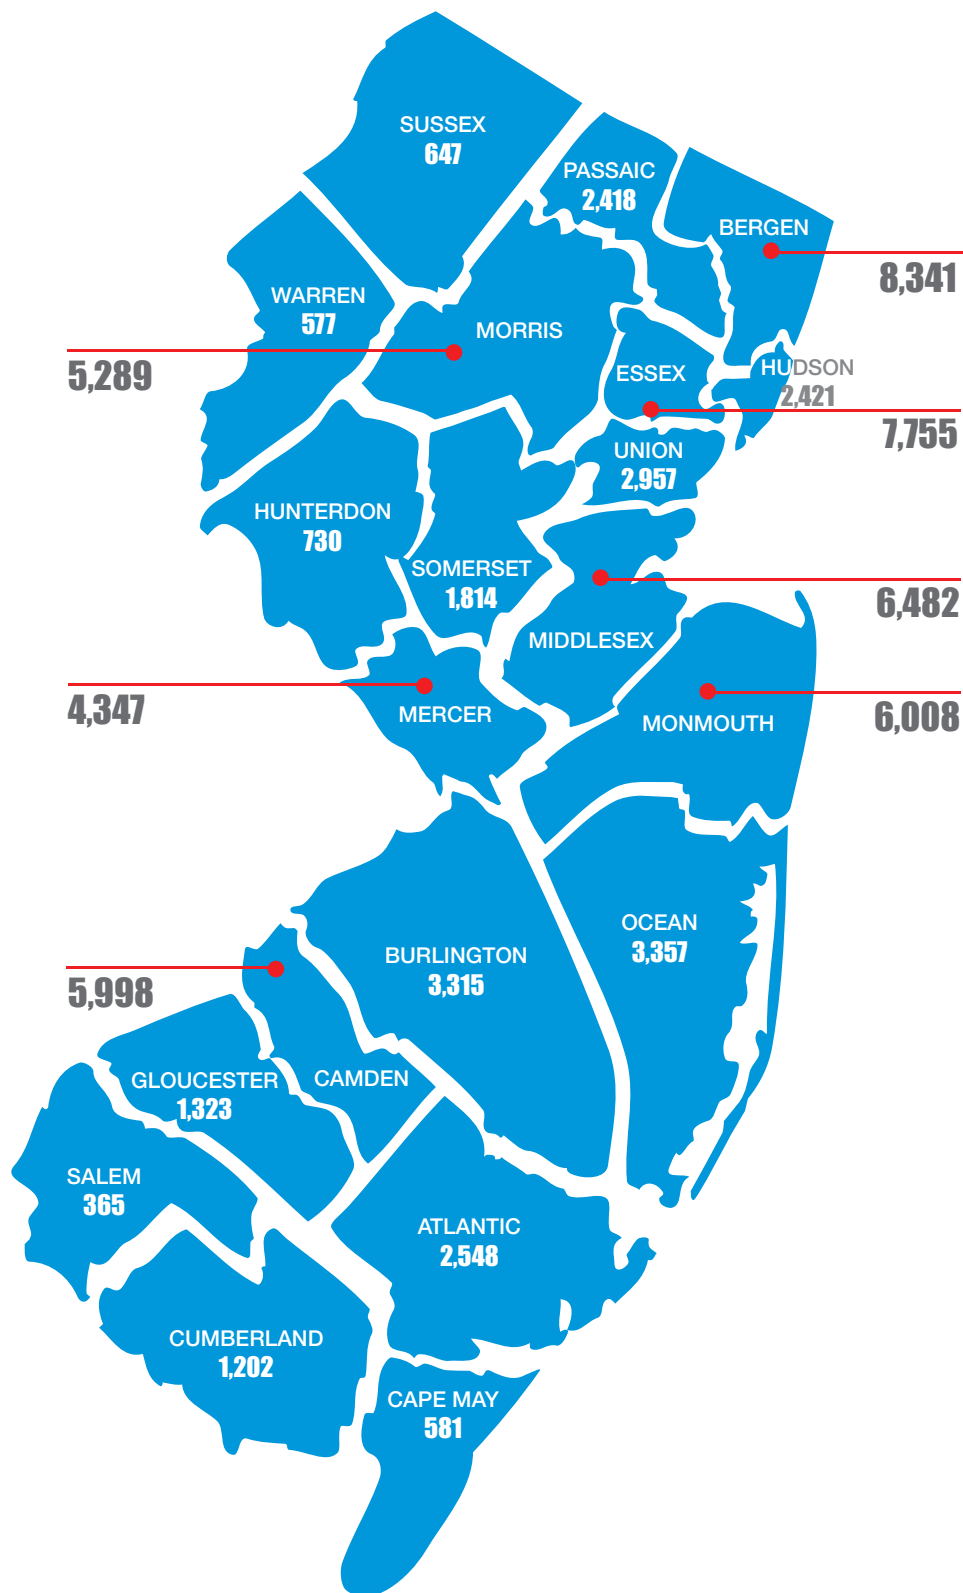 SUSSEX
647
PASSAIC
2,418
BERGEN
8,341
WARREN
577
MORRIS
5,289
ESSEX
HUDSON
2,421
7,755
UNION
2,957
HUNTERDON
730
SOMERSET
1,814
6,482
MIDDLESEX
4,347
MERCER
MONMOUTH
6,008
OCEAN
3,357
BURLINGTON
3,315
5,998
CAMDEN
GLOUCESTER
1,323
SALEM
365
ATLANTIC
2,548
CUMBERLAND
1,202
CAPE MAY
581